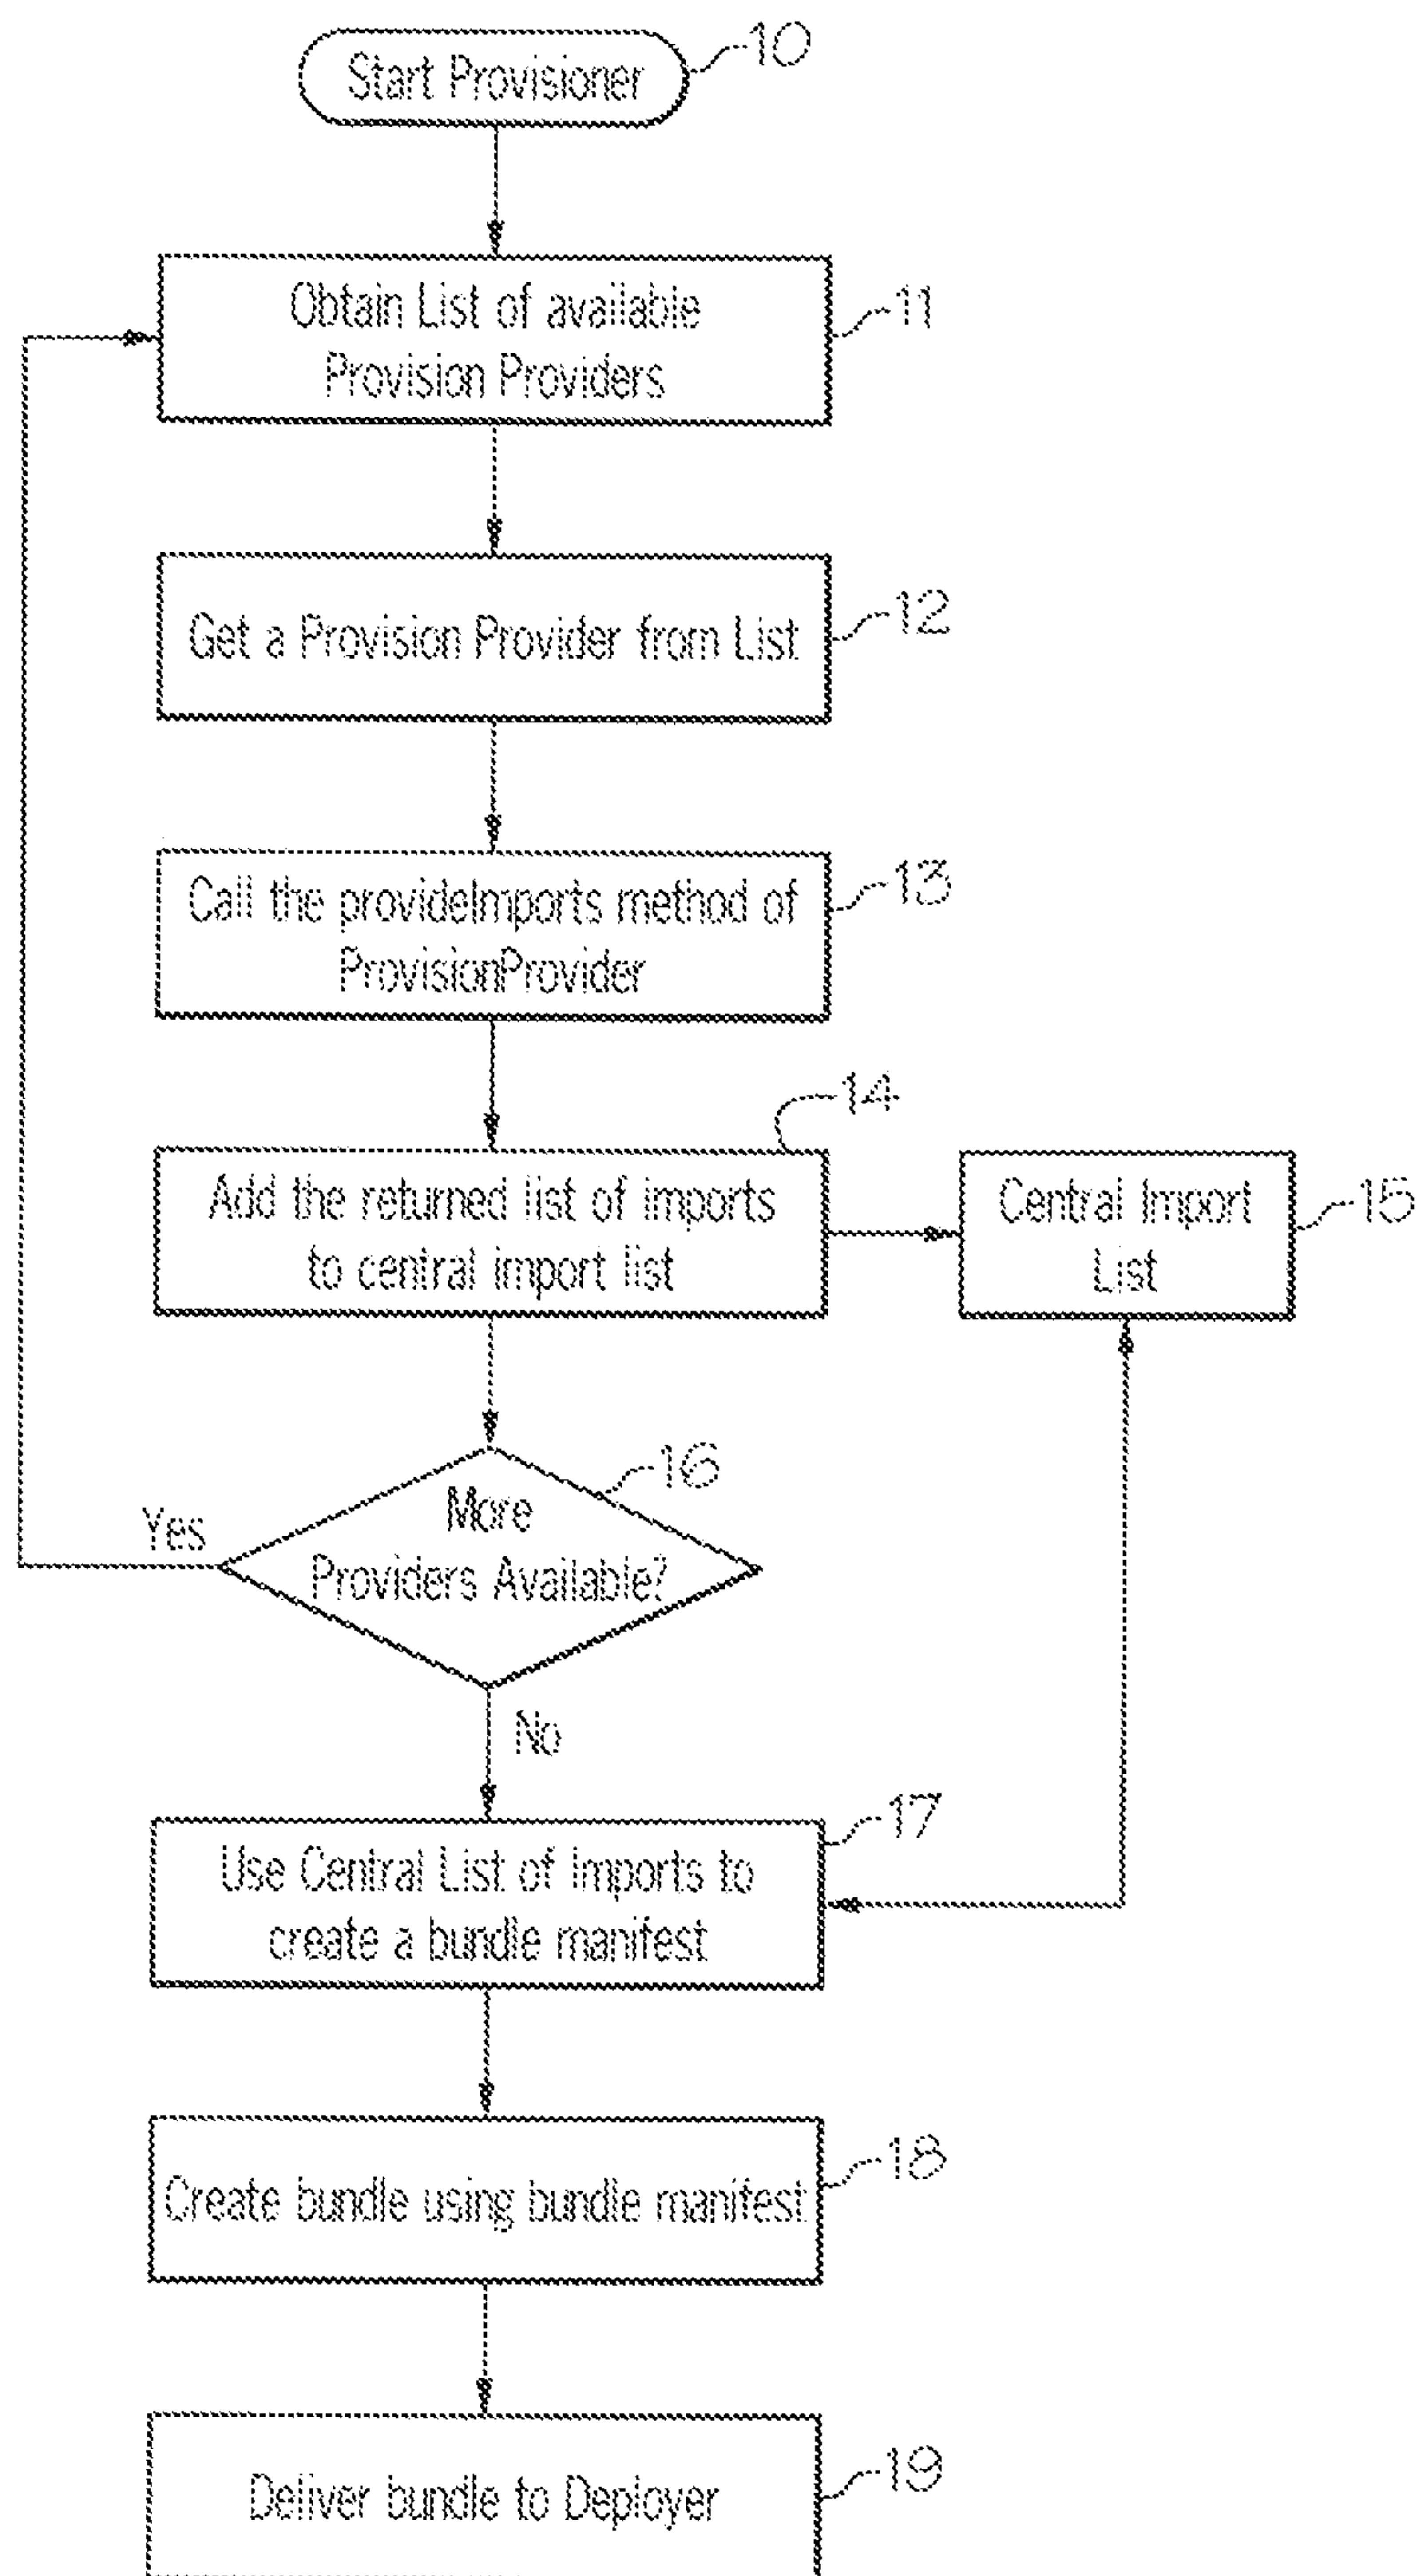 Start Provisioner
10
Obtain List of available
Provision Providers
11
Get a Provision Provider from List
12
Call the provideImports method of
ProvisionProvider
13
14
Add the returned list of imports
to central import list
Central Import
List
15
16
More
Providers Available?
Yes
No
17
Use Central List of Imports to
create a bundle manifest
18
Create bundle using bundle manifest
Deliver bundle to Deployer
19